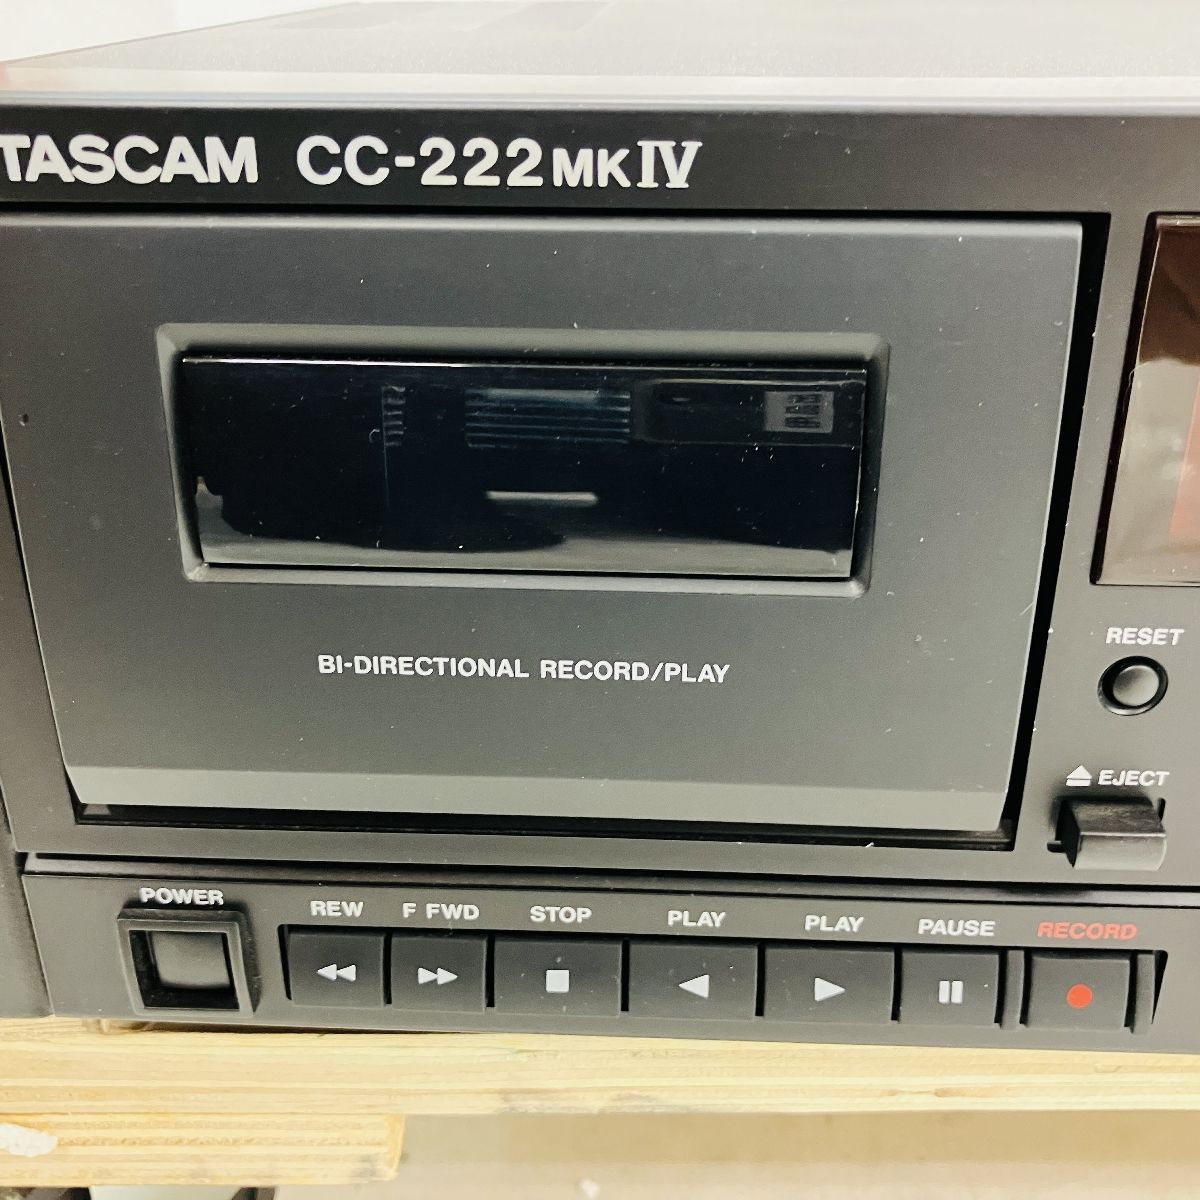 TASCAM CC-222MKIV
BI-DIRECTIONAL RECORD/PLAY
RESET
EJECT
POWER
REW F FWD STOP PLAY PLAY PAUSE RECORD